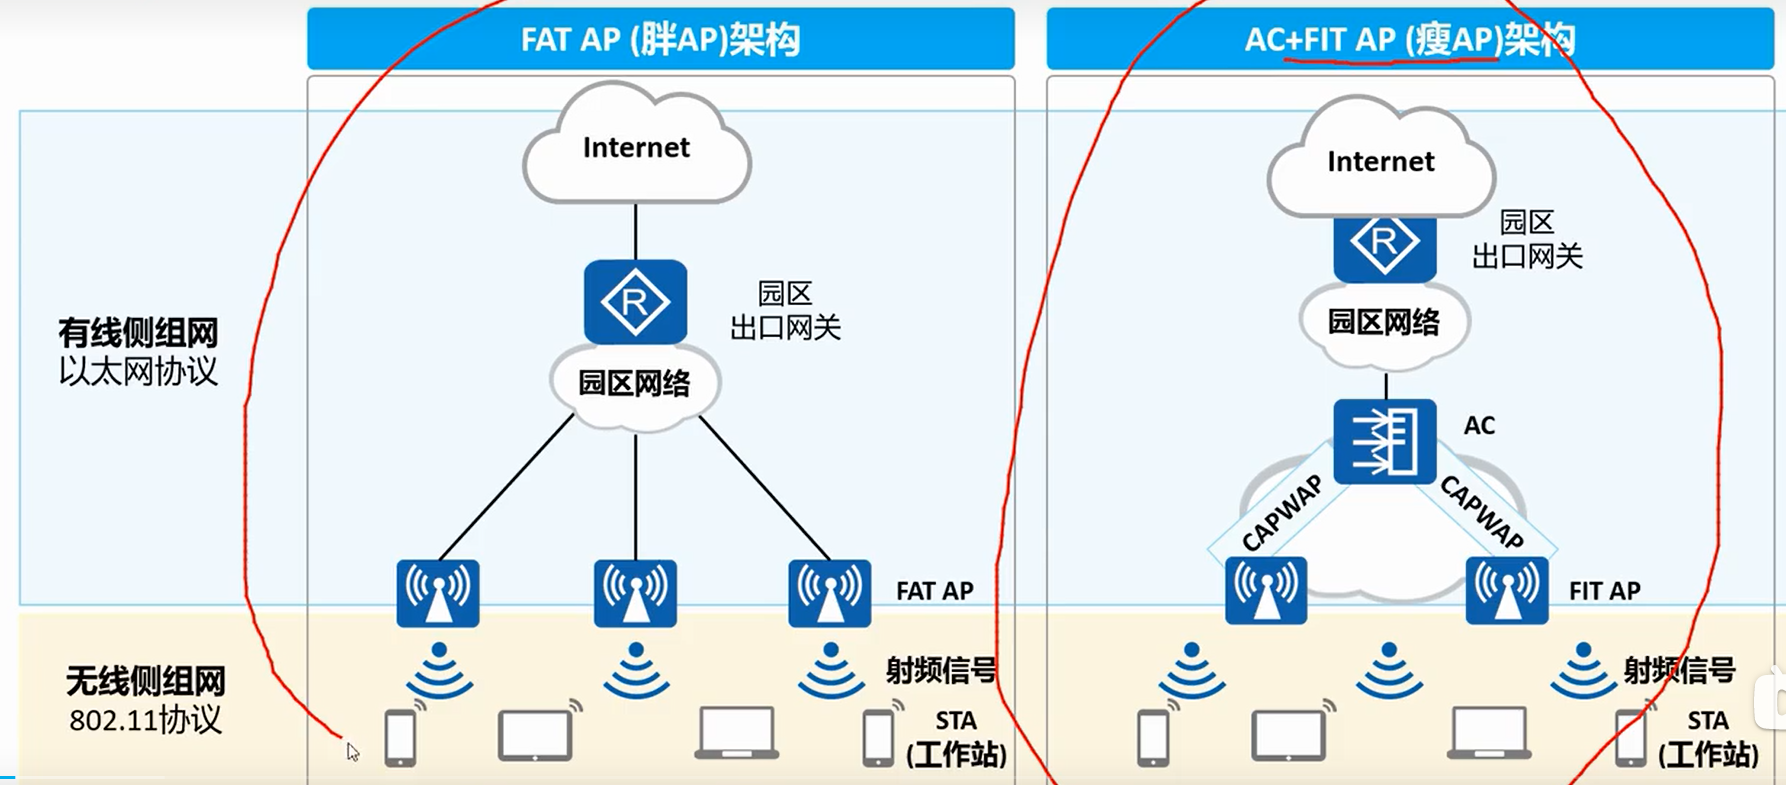 FAT AP (胖AP)架构
AC+FIT AP (瘦AP)架构
Internet
Internet
R
园区
出口网关
R
园区
出口网关
有线侧组网
以太网协议
园区网络
园区网络
AC
CAPWAP
CAPWAP
FAT AP
FIT AP
无线侧组网
802.11协议
射频信号
STA
(工作站)
射频信号
STA
(工作站)